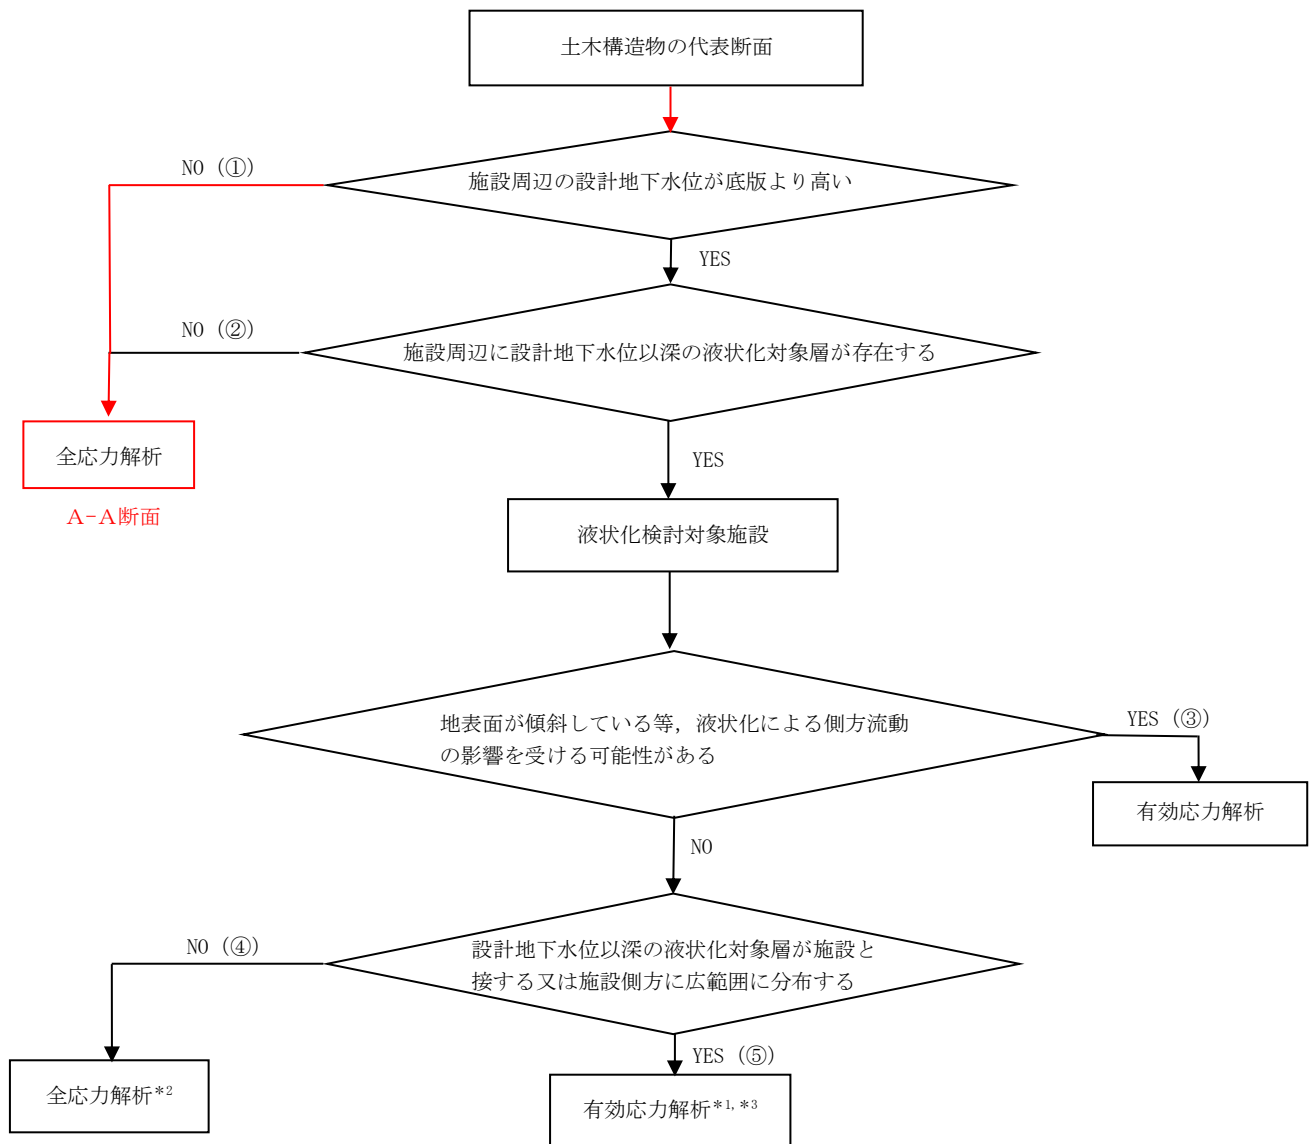 土木構造物の代表断面
NO (①)
施設周辺の設計地下水位が底版より高い
YES
NO (②)
施設周辺に設計地下水位以深の液状化対象層が存在する
全応力解析
A-A断面
YES
液状化検討対象施設
地表面が傾斜している等，液状化による側方流動
の影響を受ける可能性がある
YES (③)
有効応力解析
NO
NO (④)
設計地下水位以深の液状化対象層が施設と
接する又は施設側方に広範囲に分布する
YES (⑤)
全応力解析*2
有効応力解析*1,*3